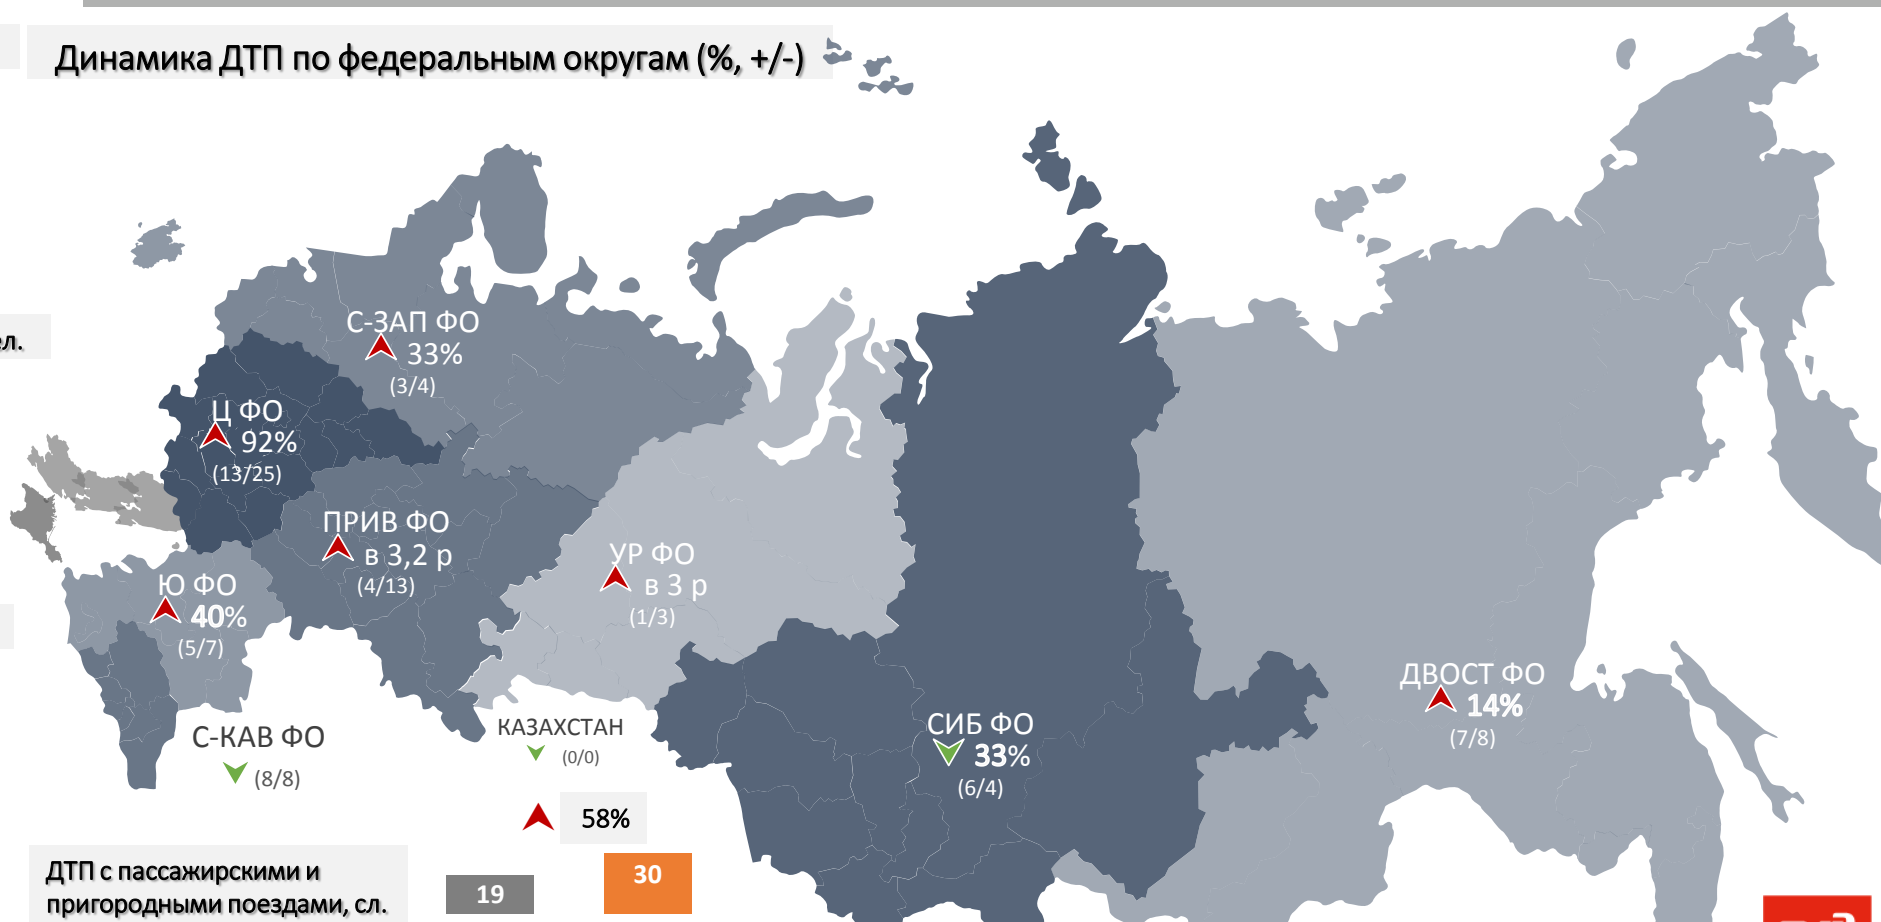 Динамика ДТП по федеральным округам (%, +/-)
С-ЗАП ФО
33%
(3/4)
Ц ФО
92%
(13/25)
ПРИВ ФО
в 3,2 р
(4/13)
УР ФО
в 3 р
(1/3)
Ю ФО
40%
(5/7)
С-КАВ ФО
(8/8)
КАЗАХСТАН
(0/0)
СИБ ФО
33%
(6/4)
ДВОСТ ФО
14%
(7/8)
58%
ДТП с пассажирскими и
пригородными поездами, сл.
19
30